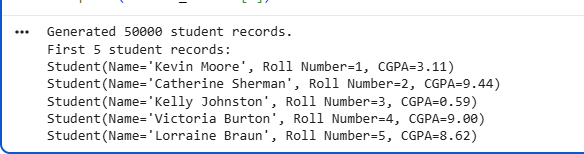 Generated 50000 student records.
First 5 student records:
Student(Name='Kevin Moore', Roll Number=1, CGPA=3.11)
Student(Name='Catherine Sherman', Roll Number=2, CGPA=9.44)
Student(Name='Kelly Johnston', Roll Number=3, CGPA=0.59)
Student(Name='Victoria Burton', Roll Number=4, CGPA=9.00)
Student(Name='Lorraine Braun', Roll Number=5, CGPA=8.62)